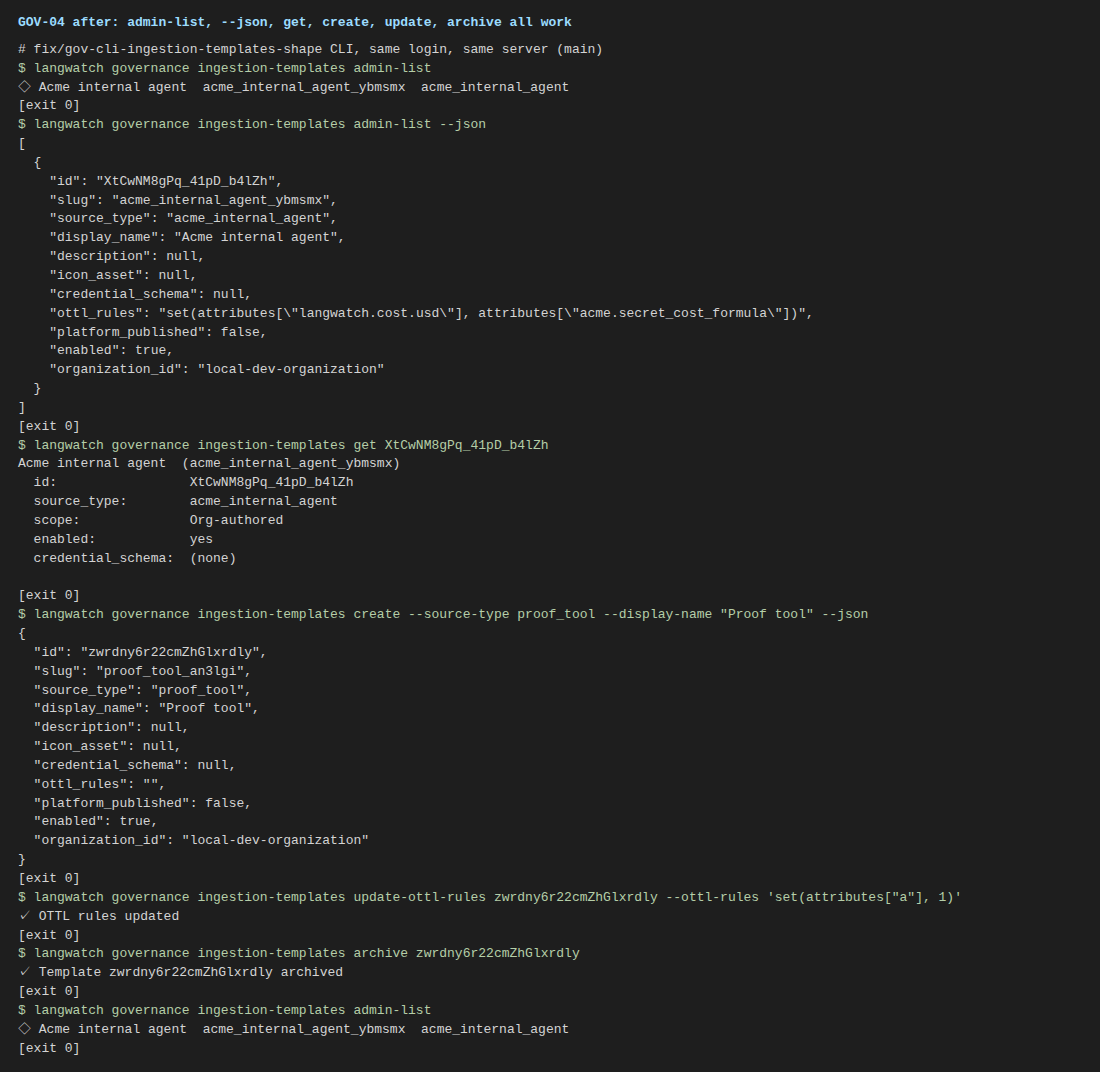 GOV-04 after: admin-list, --json, get, create, update, archive all work
# fix/gov-cli-ingestion-templates-shape CLI, same login, same server (main)
$ langwatch governance ingestion-templates admin-list
◇ Acme internal agent  acme_internal_agent_ybmsmx  acme_internal_agent
[exit 0]
$ langwatch governance ingestion-templates admin-list --json
[
  {
    "id": "XtCwNM8gPq_41pD_b4lZh",
    "slug": "acme_internal_agent_ybmsmx",
    "source_type": "acme_internal_agent",
    "display_name": "Acme internal agent",
    "description": null,
    "icon_asset": null,
    "credential_schema": null,
    "ottl_rules": "set(attributes[\"langwatch.cost.usd\"], attributes[\"acme.secret_cost_formula\"])",
    "platform_published": false,
    "enabled": true,
    "organization_id": "local-dev-organization"
  }
]
[exit 0]
$ langwatch governance ingestion-templates get XtCwNM8gPq_41pD_b4lZh
Acme internal agent  (acme_internal_agent_ybmsmx)
  id:                 XtCwNM8gPq_41pD_b4lZh
  source_type:        acme_internal_agent
  scope:              Org-authored
  enabled:            yes
  credential_schema:  (none)

[exit 0]
$ langwatch governance ingestion-templates create --source-type proof_tool --display-name "Proof tool" --json
{
  "id": "zwrdny6r22cmZhGlxrdly",
  "slug": "proof_tool_an3lgi",
  "source_type": "proof_tool",
  "display_name": "Proof tool",
  "description": null,
  "icon_asset": null,
  "credential_schema": null,
  "ottl_rules": "",
  "platform_published": false,
  "enabled": true,
  "organization_id": "local-dev-organization"
}
[exit 0]
$ langwatch governance ingestion-templates update-ottl-rules zwrdny6r22cmZhGlxrdly --ottl-rules 'set(attributes["a"], 1)'
✓ OTTL rules updated
[exit 0]
$ langwatch governance ingestion-templates archive zwrdny6r22cmZhGlxrdly
✓ Template zwrdny6r22cmZhGlxrdly archived
[exit 0]
$ langwatch governance ingestion-templates admin-list
◇ Acme internal agent  acme_internal_agent_ybmsmx  acme_internal_agent
[exit 0]